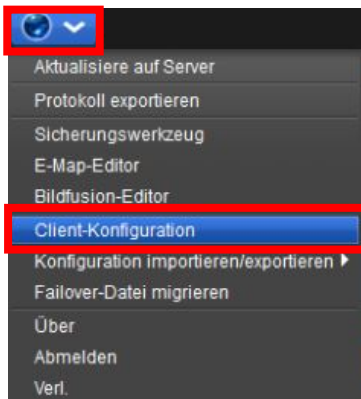 Aktualisiere auf Server
Protokoll exportieren
Sicherungswerkzeug
E-Map-Editor
Bildfusion-Editor
Client-Konfiguration
Konfiguration importieren/exportieren
Failover-Datei migrieren
Über
Abmelden
Verl.